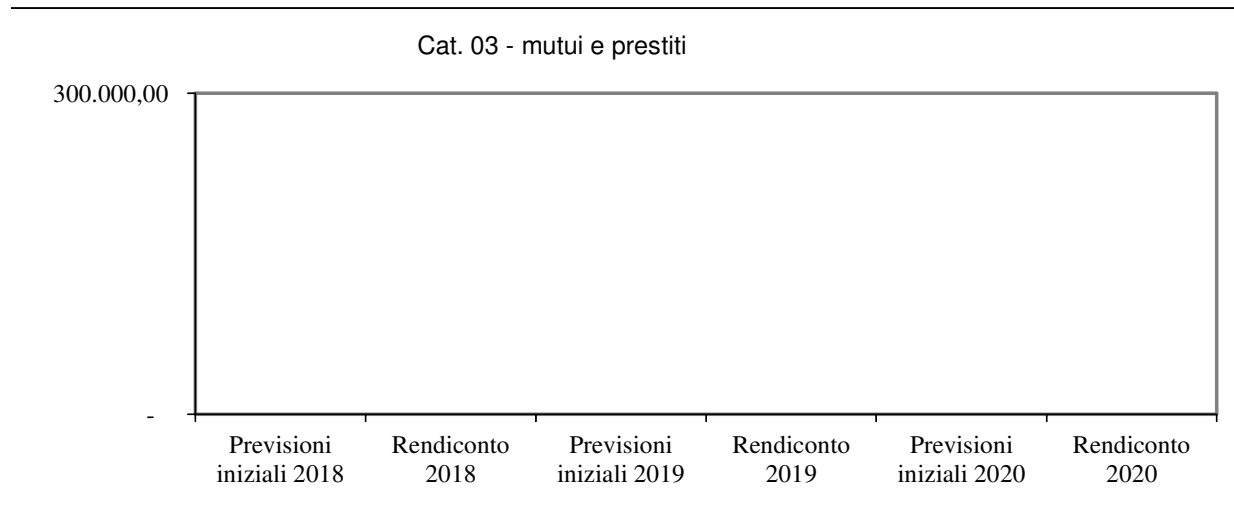 Cat. 03 - mutui e prestiti
300.000,00
-
Previsioni iniziali 2018
Rendiconto 2018
Previsioni iniziali 2019
Rendiconto 2019
Previsioni iniziali 2020
Rendiconto 2020